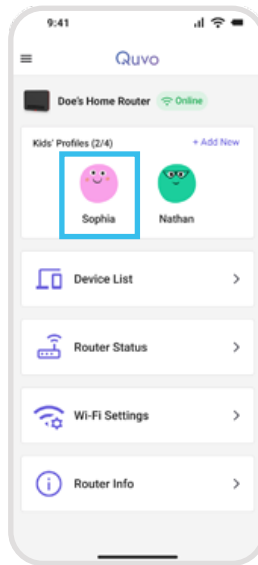 9:41
Quvo
Doe's Home Router Online
Kids' Profiles (2/4) + Add New
Sophia Nathan
Device List
Router Status
Wi-Fi Settings
Router Info